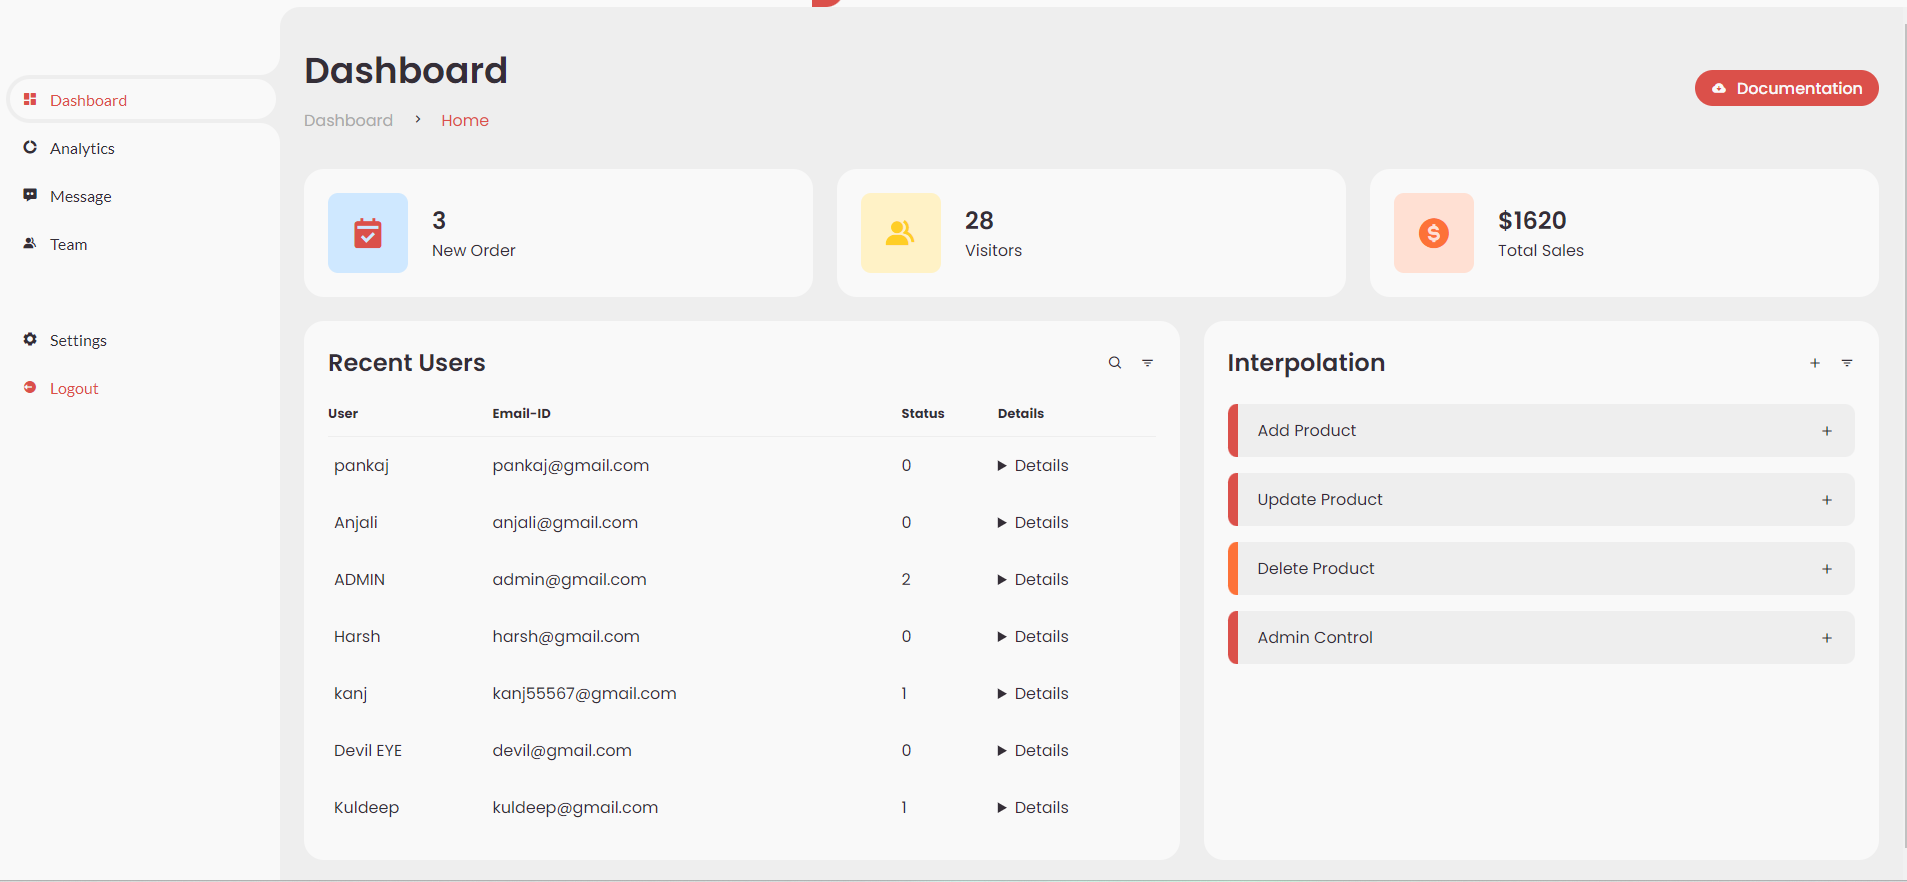 Dashboard
Analytics
Message
Team
Settings
Logout
Dashboard
Dashboard > Home
Documentation
3
New Order
28
Visitors
$1620
Total Sales
Recent Users
User Email-ID Status Details
pankaj pankaj@gmail.com 0 Details
Anjali anjali@gmail.com 0 Details
ADMIN admin@gmail.com 2 Details
Harsh harsh@gmail.com 0 Details
kanj kanj55567@gmail.com 1 Details
Devil EYE devil@gmail.com 0 Details
Kuldeep kuldeep@gmail.com 1 Details
Interpolation
Add Product
Update Product
Delete Product
Admin Control